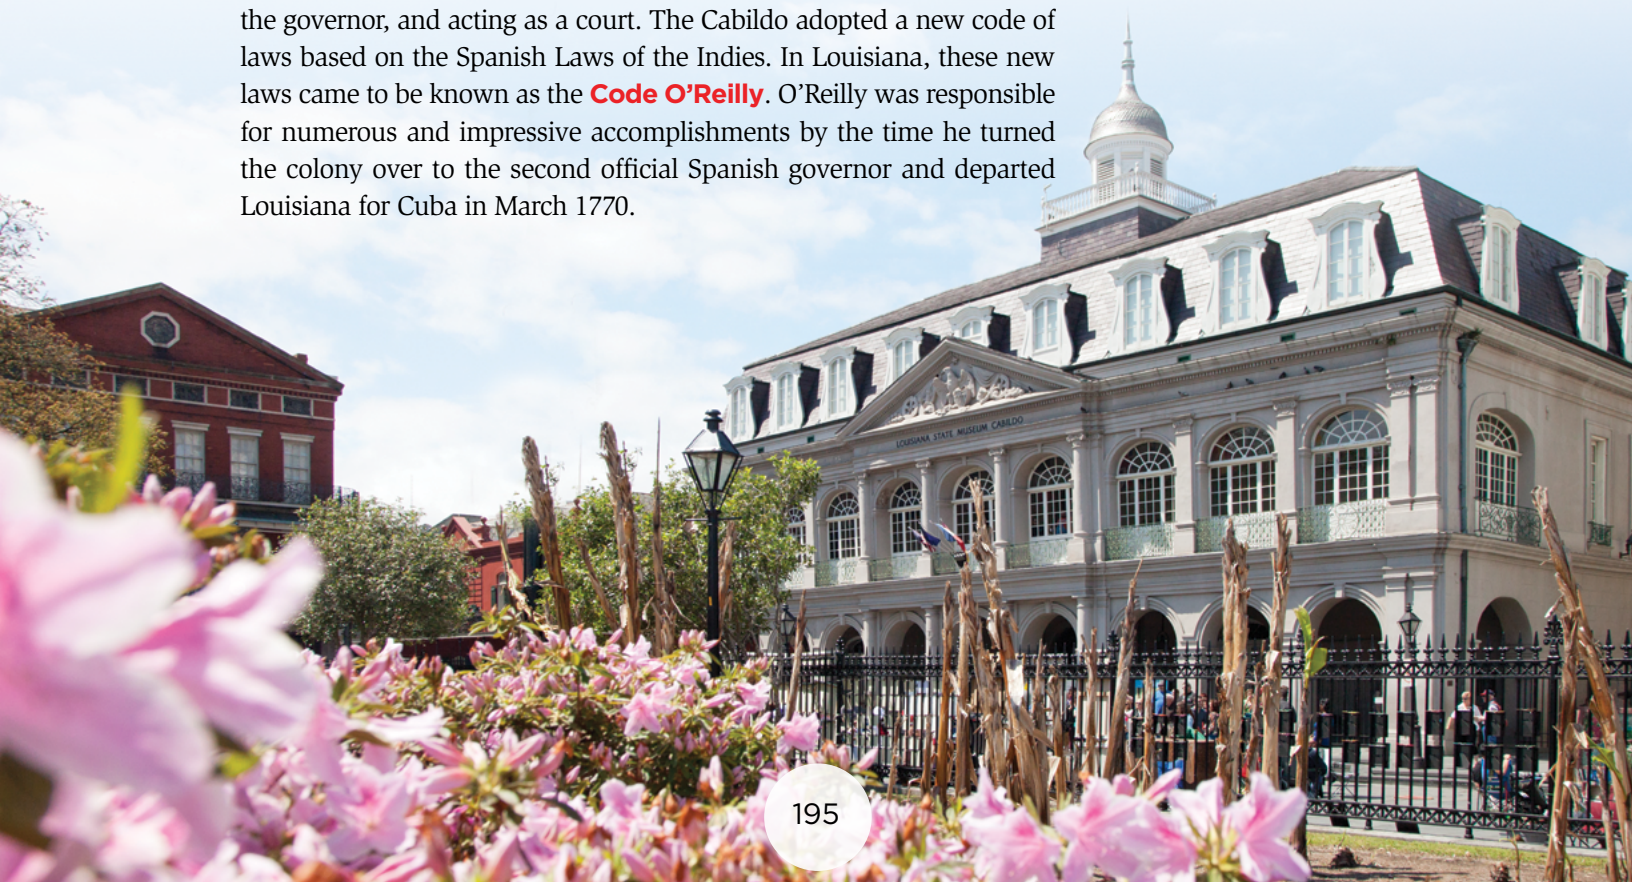 the governor, and acting as a court. The Cabildo adopted a new code of
laws based on the Spanish Laws of the Indies. In Louisiana, these new
laws came to be known as the Code O’Reilly. O’Reilly was responsible
for numerous and impressive accomplishments by the time he turned
the colony over to the second official Spanish governor and departed
Louisiana for Cuba in March 1770.
LOUISIANA STATE MUSEUM CABILDO
195